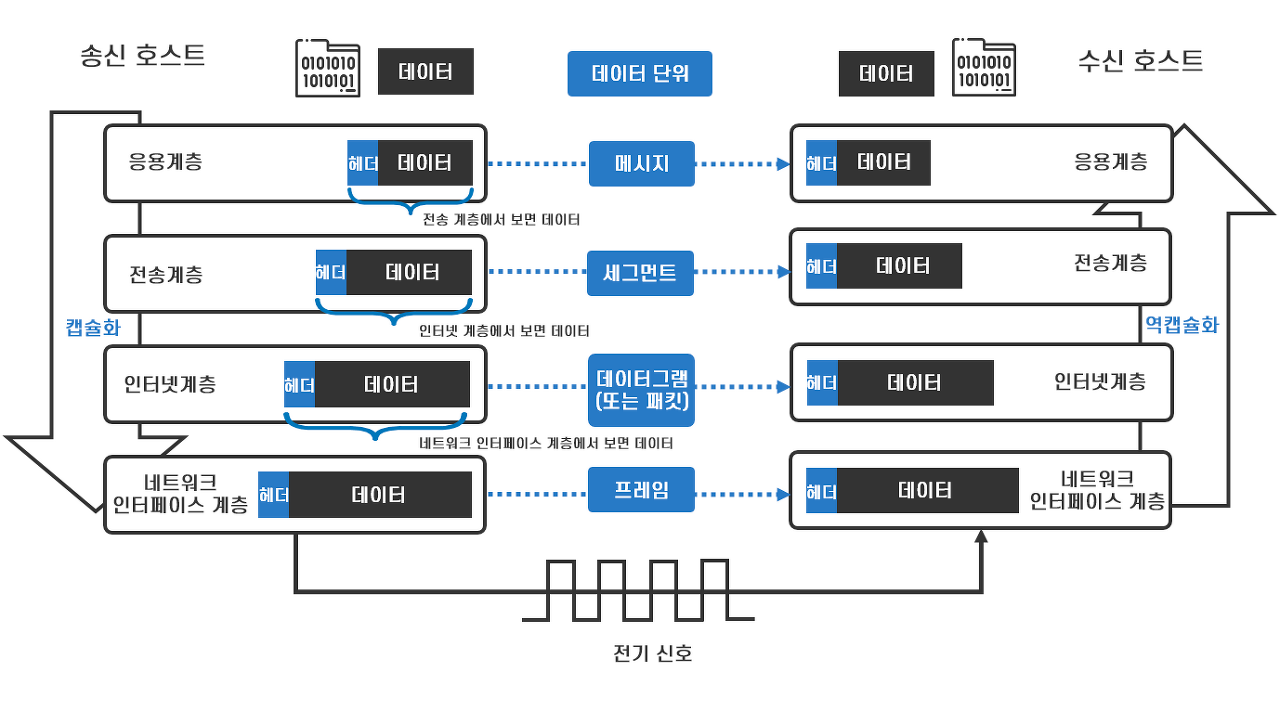 송신 호스트
0101010
1010101
데이터
데이터 단위
데이터
0101010
1010101
수신 호스트
응용계층
헤더
데이터
메시지
헤더
데이터
응용계층
전송 계층에서 보면 데이터
전송계층
헤더
데이터
세그먼트
헤더
데이터
전송계층
인터넷 계층에서 보면 데이터
캡슐화
역캡슐화
인터넷계층
헤더
데이터
데이터그램
(또는 패킷)
헤더
데이터
인터넷계층
네트워크 인터페이스 계층에서 보면 데이터
네트워크
인터페이스 계층
헤더
데이터
프레임
헤더
데이터
네트워크
인터페이스 계층
전기 신호